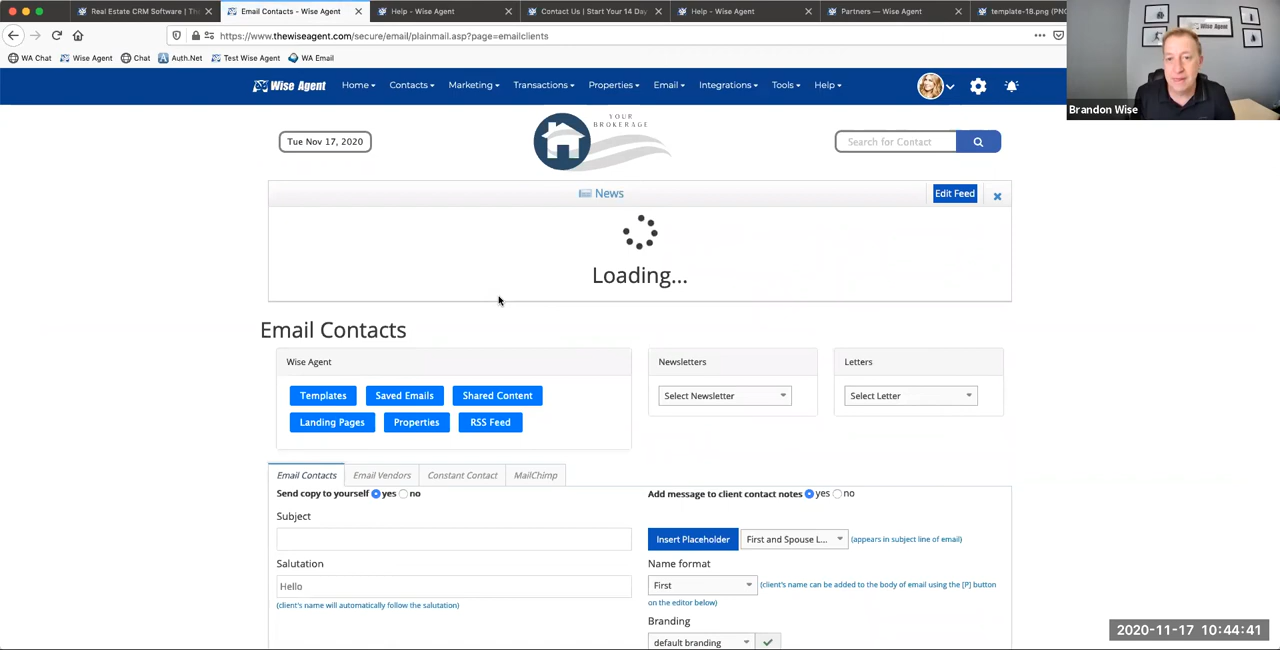 Real Estate CRM Software | The
Email Contacts - Wise Agent
Help - Wise Agent
Contact Us | Start Your 14 Day
Help - Wise Agent
Partners — Wise Agent
template-18.png (PNG
https://www.thewiseagent.com/secure/email/plainmail.asp?page=emailclients
WA Chat
Wise Agent
Chat
Auth.Net
Test Wise Agent
WA Email
Wise Agent
Brandon Wise
Wise Agent
Home
Contacts
Marketing
Transactions
Properties
Email
Integrations
Tools
Help
Tue Nov 17, 2020
YOUR
BROKERAGE
Search for Contact
News
Edit Feed
Loading...
Email Contacts
Wise Agent
Newsletters
Letters
Templates
Saved Emails
Shared Content
Select Newsletter
Select Letter
Landing Pages
Properties
RSS Feed
Email Contacts
Email Vendors
Constant Contact
MailChimp
Send copy to yourself yes no
Add message to client contact notes yes no
Subject
Insert Placeholder
First and Spouse L...
(appears in subject line of email)
Salutation
Name format
Hello
First
(client's name can be added to the body of email using the [P] button
on the editor below)
(client's name will automatically follow the salutation)
Branding
default branding
2020-11-17 10:44:41